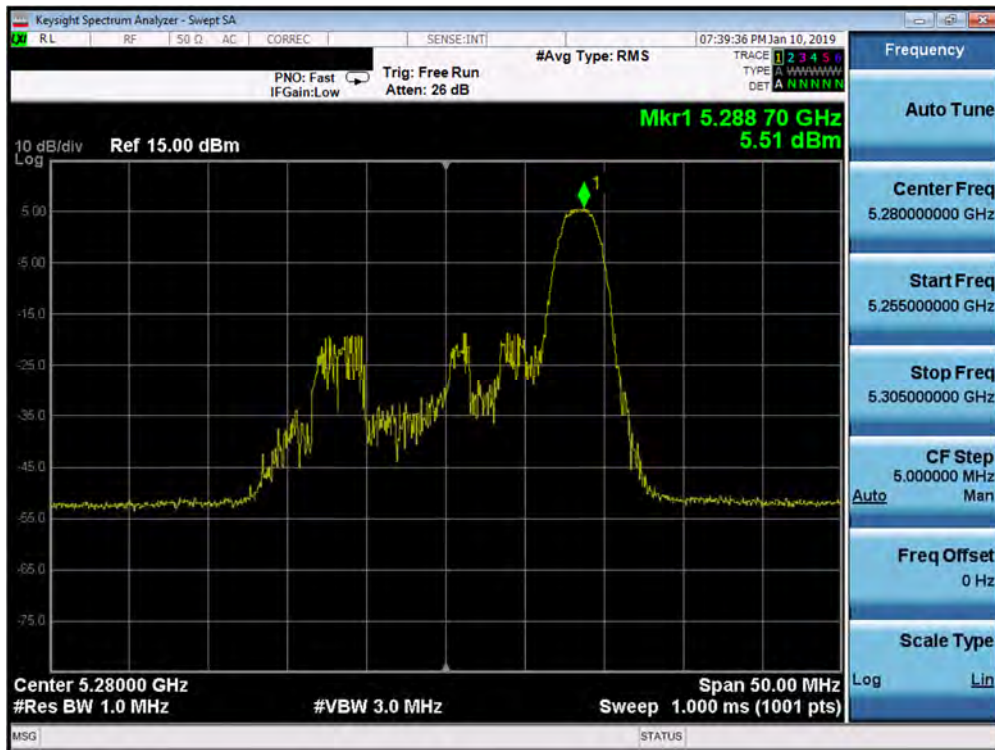 Keysight Spectrum Analyzer - Swept SA
LXI RL RF 50 Ω AC CORREC SENSE:INT 07:39:36 PM Jan 10, 2019
#Avg Type: RMS
TRACE 1 2 3 4 5 6
PNO: Fast Trig: Free Run
TYPE A WWWWW
IFGain:Low Atten: 26 dB
DET A N N N N N
Mkr1 5.288 70 GHz
5.51 dBm
10 dB/div Ref 15.00 dBm
Log
1
5.00
-5.00
-15.0
-25.0
-35.0
-45.0
-55.0
-65.0
-75.0
Center 5.28000 GHz Span 50.00 MHz
#Res BW 1.0 MHz #VBW 3.0 MHz Sweep 1.000 ms (1001 pts)
MSG STATUS
Frequency
Auto Tune
Center Freq
5.280000000 GHz
Start Freq
5.255000000 GHz
Stop Freq
5.305000000 GHz
CF Step
5.000000 MHz
Auto Man
Freq Offset
0 Hz
Scale Type
Log Lin